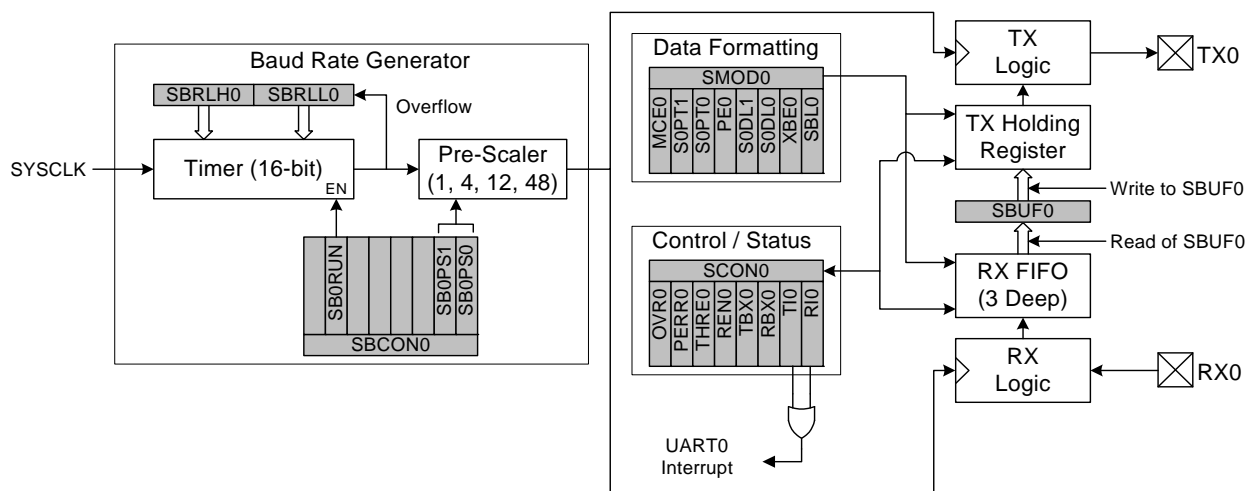 Baud Rate Generator
SBRLH0 SBRLL0
Overflow
SYSCLK
Timer (16-bit)
EN
Pre-Scaler
(1, 4, 12, 48)
SB0RUN
SB0PS1
SB0PS0
SBCON0
Data Formatting
SMOD0
MCE0
S0PT1
S0PT0
PE0
S0DL1
S0DL0
XBE0
SBL0
Control / Status
SCON0
OVR0
PERR0
THRE0
REN0
TBX0
RBX0
TI0
RI0
UART0
Interrupt
TX
Logic
TX0
TX Holding
Register
Write to SBUF0
SBUF0
Read of SBUF0
RX FIFO
(3 Deep)
RX
Logic
RX0